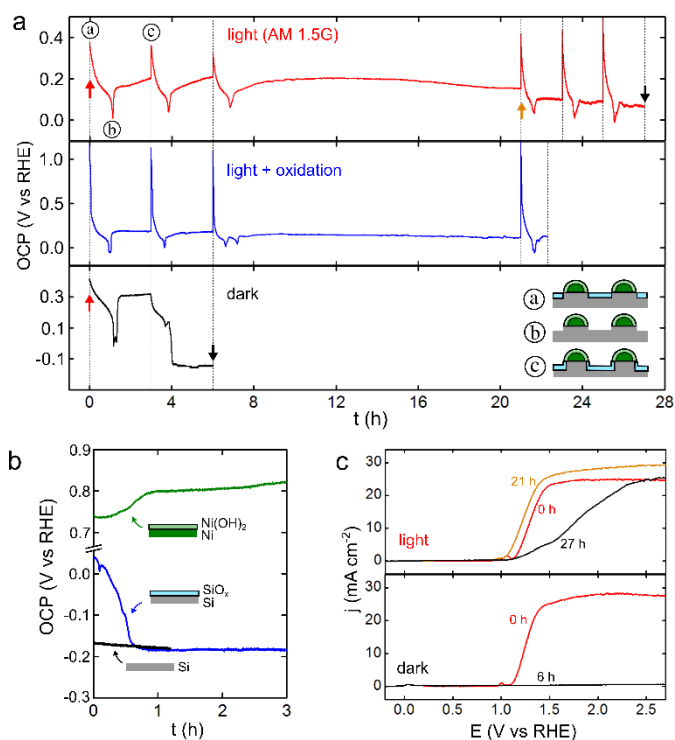 a
light (AM 1.5G)
a
c
b
0.4
0.2
0.0
light + oxidation
1.0
0.5
0.0
dark
0.3
0.1
-0.1
a
b
c
OCP (V vs RHE)
0
4
8
12
16
20
24
28
t (h)
b
0.9
0.8
0.7
0.0
-0.1
-0.2
-0.3
Ni(OH)2
Ni
SiOx
Si
Si
OCP (V vs RHE)
0
1
2
3
t (h)
c
30
20
10
0
21 h
0 h
27 h
light
30
20
10
0
0 h
6 h
dark
j (mA cm-2)
0.0
0.5
1.0
1.5
2.0
2.5
E (V vs RHE)